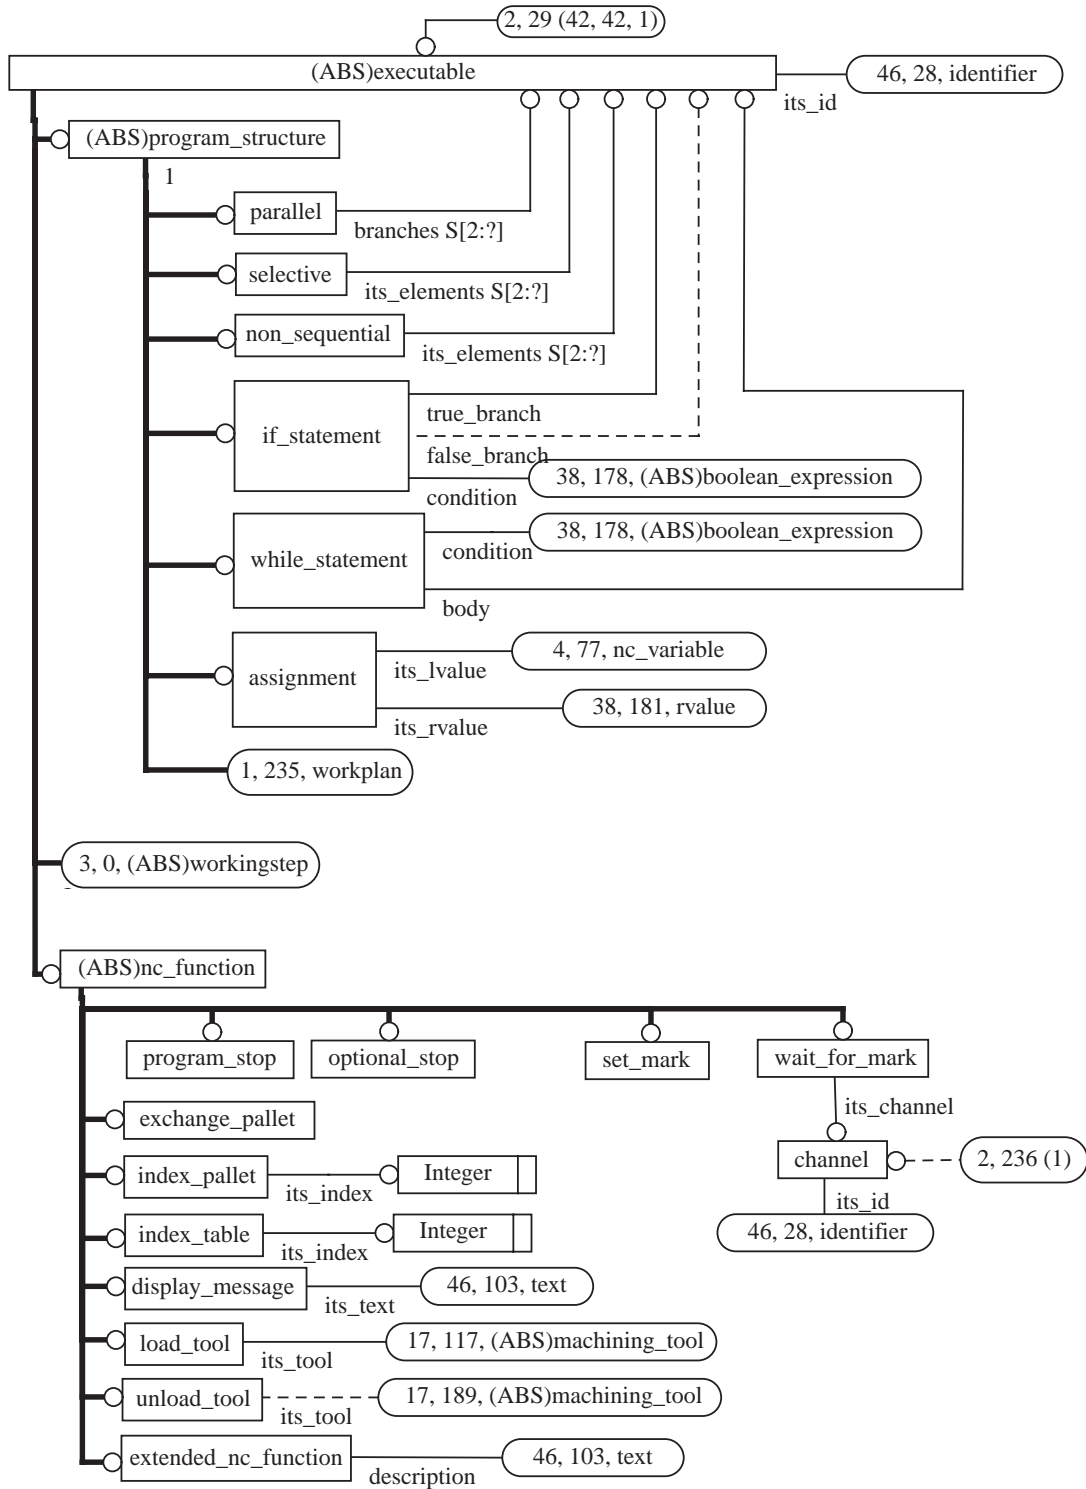 2, 29 (42, 42, 1)
(ABS)executable
46, 28, identifier
its_id
(ABS)program_structure
1
parallel
branches S[2:?]
selective
its_elements S[2:?]
non_sequential
its_elements S[2:?]
true_branch
if_statement
false_branch
38, 178, (ABS)boolean_expression
condition
38, 178, (ABS)boolean_expression
condition
while_statement
body
4, 77, nc_variable
its_lvalue
assignment
38, 181, rvalue
its_rvalue
1, 235, workplan
3, 0, (ABS)workingstep
(ABS)nc_function
program_stop
optional_stop
set_mark
wait_for_mark
its_channel
exchange_pallet
channel
2, 236 (1)
index_pallet
its_index
Integer
its_id
46, 28, identifier
index_table
its_index
Integer
display_message
its_text
46, 103, text
load_tool
its_tool
17, 117, (ABS)machining_tool
unload_tool
its_tool
17, 189, (ABS)machining_tool
extended_nc_function
description
46, 103, text